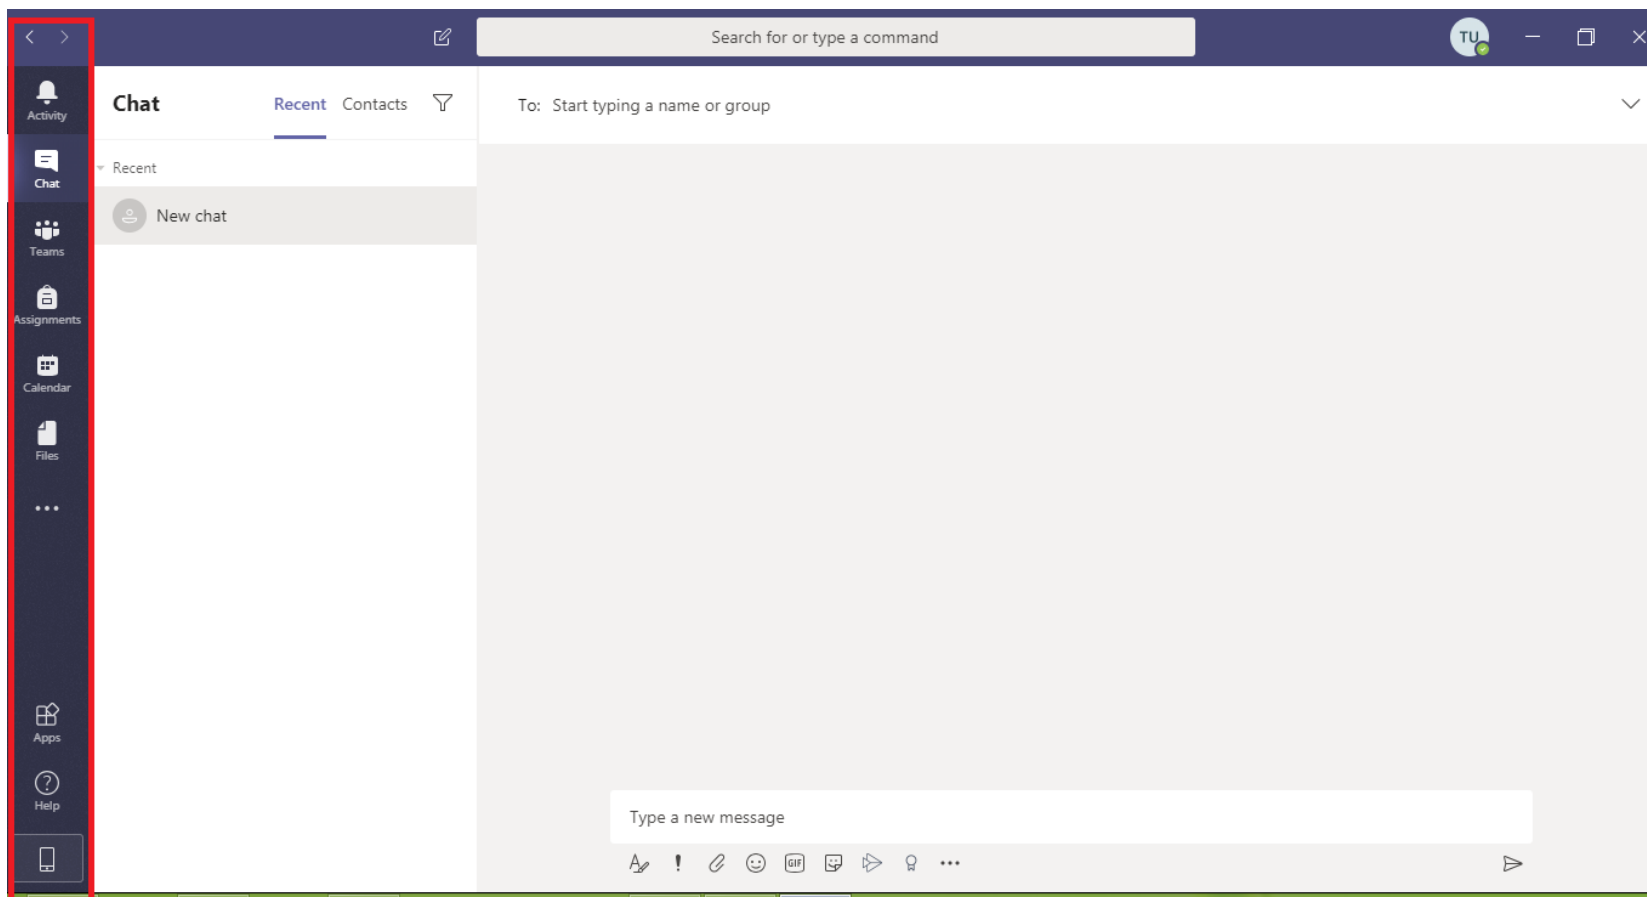 Search for or type a command
TU
Activity
Chat
Teams
Assignments
Calendar
Files
Apps
Help
Chat Recent Contacts
Recent
New chat
To: Start typing a name or group
Type a new message
GIF